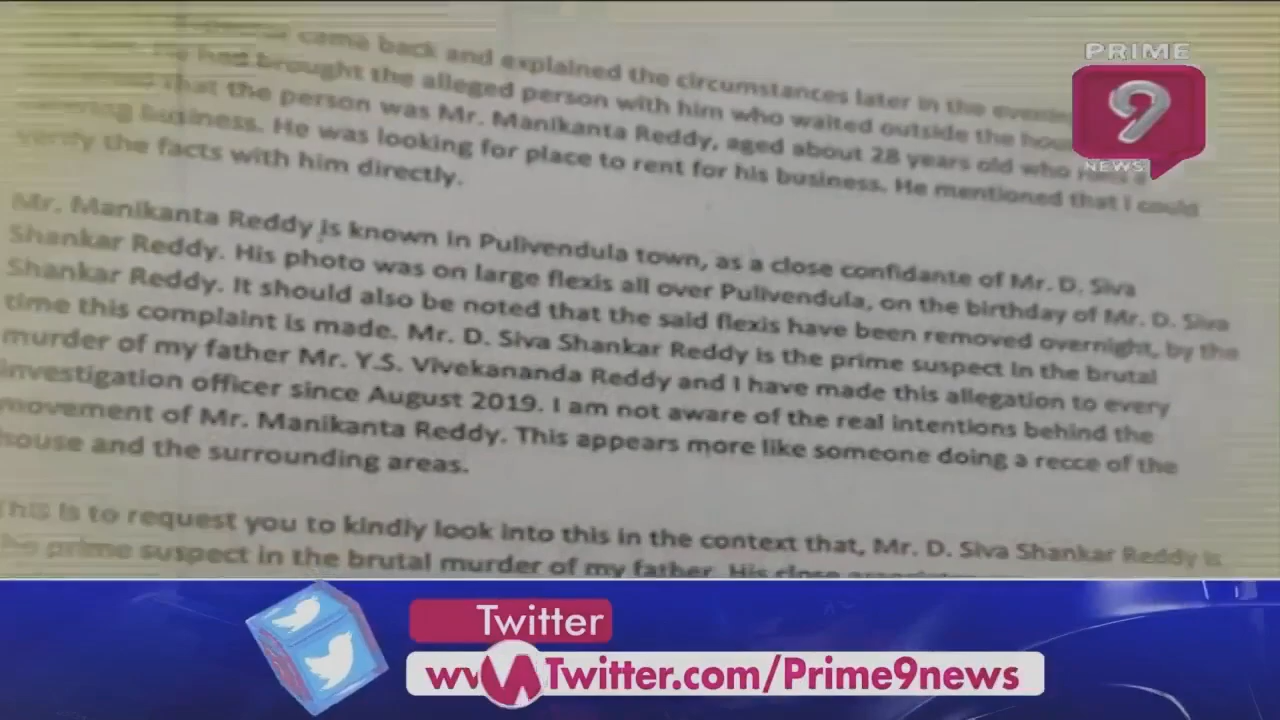 came back and explained the circumstances later in the evening
He had brought the alleged person with him who waited outside the hou
that the person was Mr. Manikanta Reddy, aged about 28 years old who runs a
business. He was looking for place to rent for his business. He mentioned that I could
verify the facts with him directly.
Mr. Manikanta Reddy is known in Pulivendula town, as a close confidante of Mr. D. Siva
Shankar Reddy. His photo was on large flexis all over Pulivendula, on the birthday of Mr. D. Siva
Shankar Reddy. It should also be noted that the said flexis have been removed overnight, by the
time this complaint is made. Mr. D. Siva Shankar Reddy is the prime suspect in the brutal
murder of my father Mr. Y.S. Vivekananda Reddy and I have made this allegation to every
investigation officer since August 2019. I am not aware of the real intentions behind the
movement of Mr. Manikanta Reddy. This appears more like someone doing a recce of the
house and the surrounding areas.
This is to request you to kindly look into this in the context that, Mr. D. Siva Shankar Reddy is
prime suspect in the brutal murder of my father. His close
PRIME
9
NEWS
Twitter
Twitter.com/Prime9news